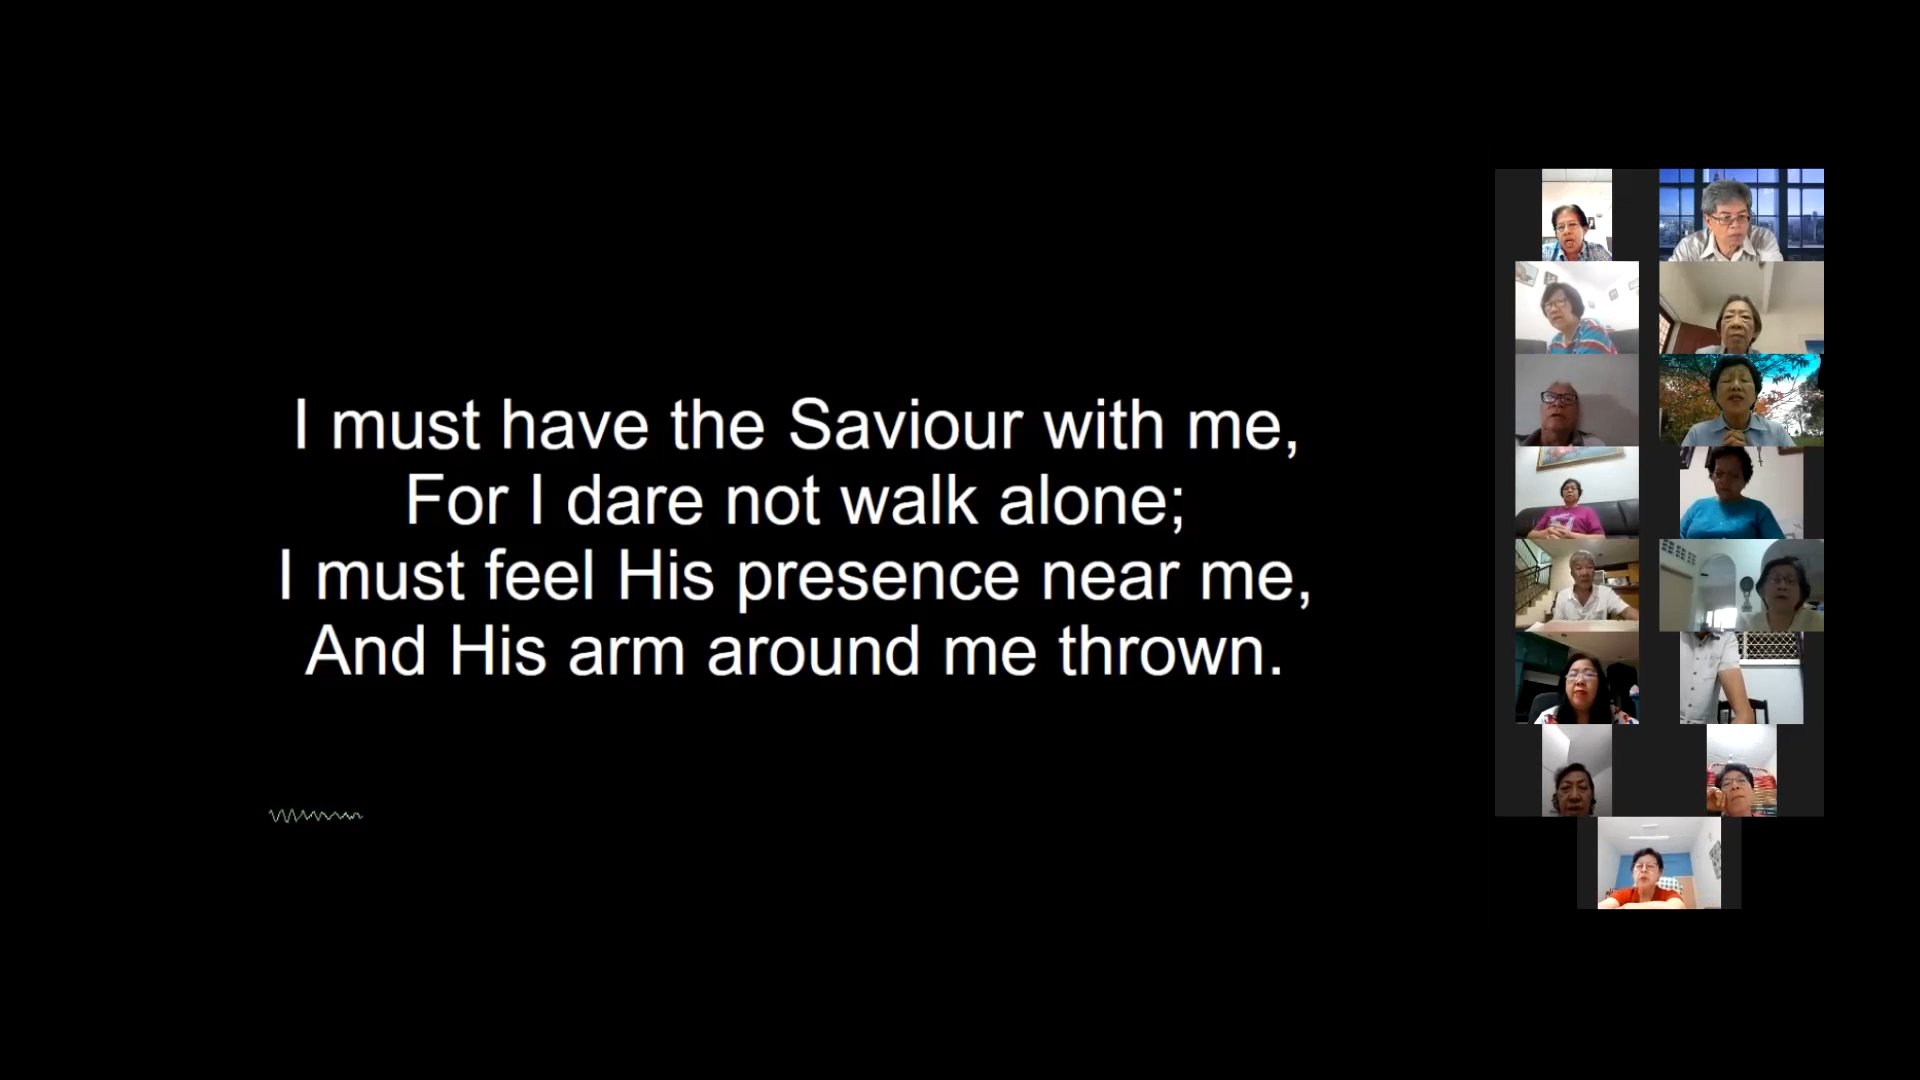 I must have the Saviour with me,
For I dare not walk alone;
I must feel His presence near me,
And His arm around me thrown.